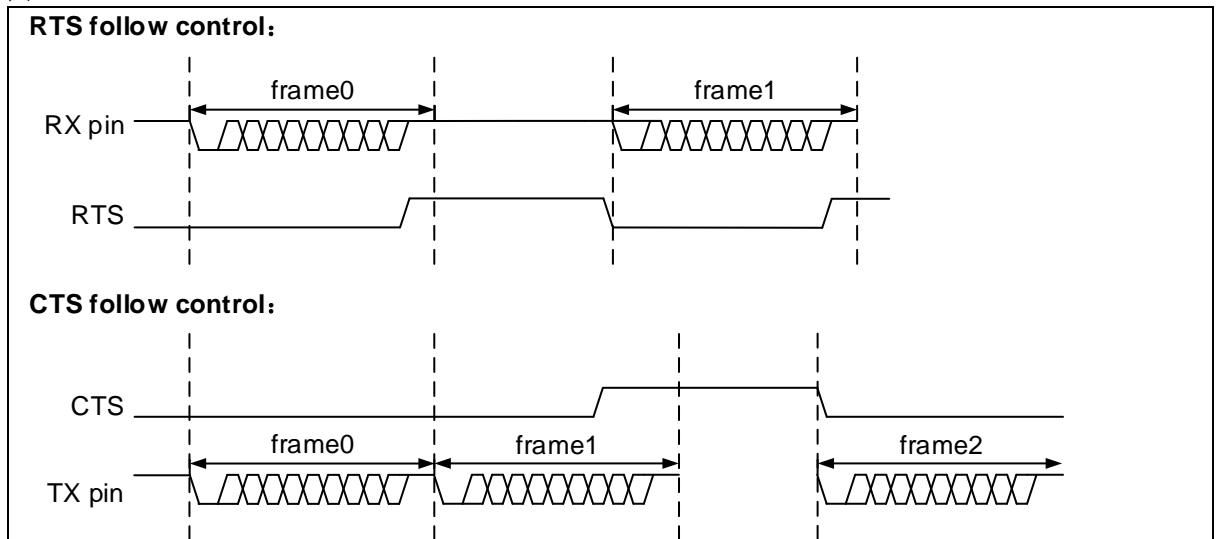 RTS follow control：
frame0 frame1
RX pin
RTS
CTS follow control：
CTS
frame0 frame1 frame2
TX pin